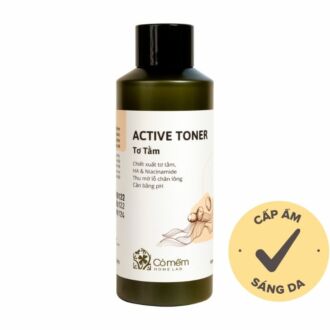 ACTIVE TONER
Tơ Tằm
Chiết xuất tơ tằm,
HA & Niacinamide
Thu mờ lỗ chân lông
Cân bằng pH
Cỏ mềm
HOME LAB
CẤP ẨM
SÁNG DA